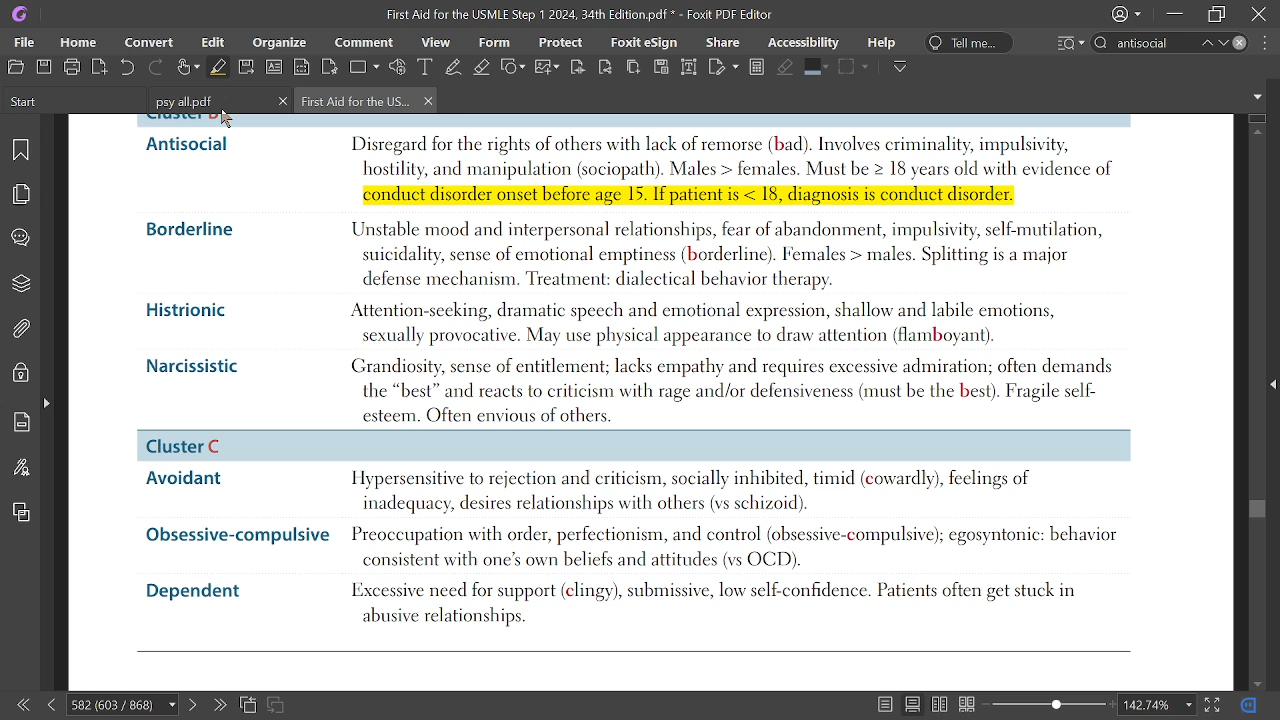 First Aid for the USMLE Step 1 2024, 34th Edition.pdf * - Foxit PDF Editor
File Home Convert Edit Organize Comment View Form Protect Foxit eSign Share Accessibility Help Tell me... antisocial
Start psy all.pdf First Aid for the US...
Cluster B
Antisocial Disregard for the rights of others with lack of remorse (bad). Involves criminality, impulsivity,
hostility, and manipulation (sociopath). Males > females. Must be ≥ 18 years old with evidence of
conduct disorder onset before age 15. If patient is < 18, diagnosis is conduct disorder.
Borderline Unstable mood and interpersonal relationships, fear of abandonment, impulsivity, self-mutilation,
suicidality, sense of emotional emptiness (borderline). Females > males. Splitting is a major
defense mechanism. Treatment: dialectical behavior therapy.
Histrionic Attention-seeking, dramatic speech and emotional expression, shallow and labile emotions,
sexually provocative. May use physical appearance to draw attention (flamboyant).
Narcissistic Grandiosity, sense of entitlement; lacks empathy and requires excessive admiration; often demands
the “best” and reacts to criticism with rage and/or defensiveness (must be the best). Fragile self-
esteem. Often envious of others.
Cluster C
Avoidant Hypersensitive to rejection and criticism, socially inhibited, timid (cowardly), feelings of
inadequacy, desires relationships with others (vs schizoid).
Obsessive-compulsive Preoccupation with order, perfectionism, and control (obsessive-compulsive); egosyntonic: behavior
consistent with one’s own beliefs and attitudes (vs OCD).
Dependent Excessive need for support (clingy), submissive, low self-confidence. Patients often get stuck in
abusive relationships.
582 (603 / 868) 142.74%